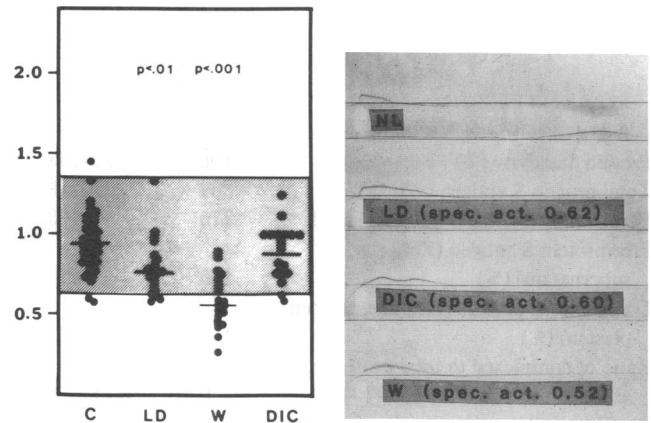 2.0
p<.01 p<.001
1.5
1.0
0.5
C LD W DIC
NL
LD (spec. act. 0.62)
DIC (spec. act. 0.60)
W (spec. act. 0.52)